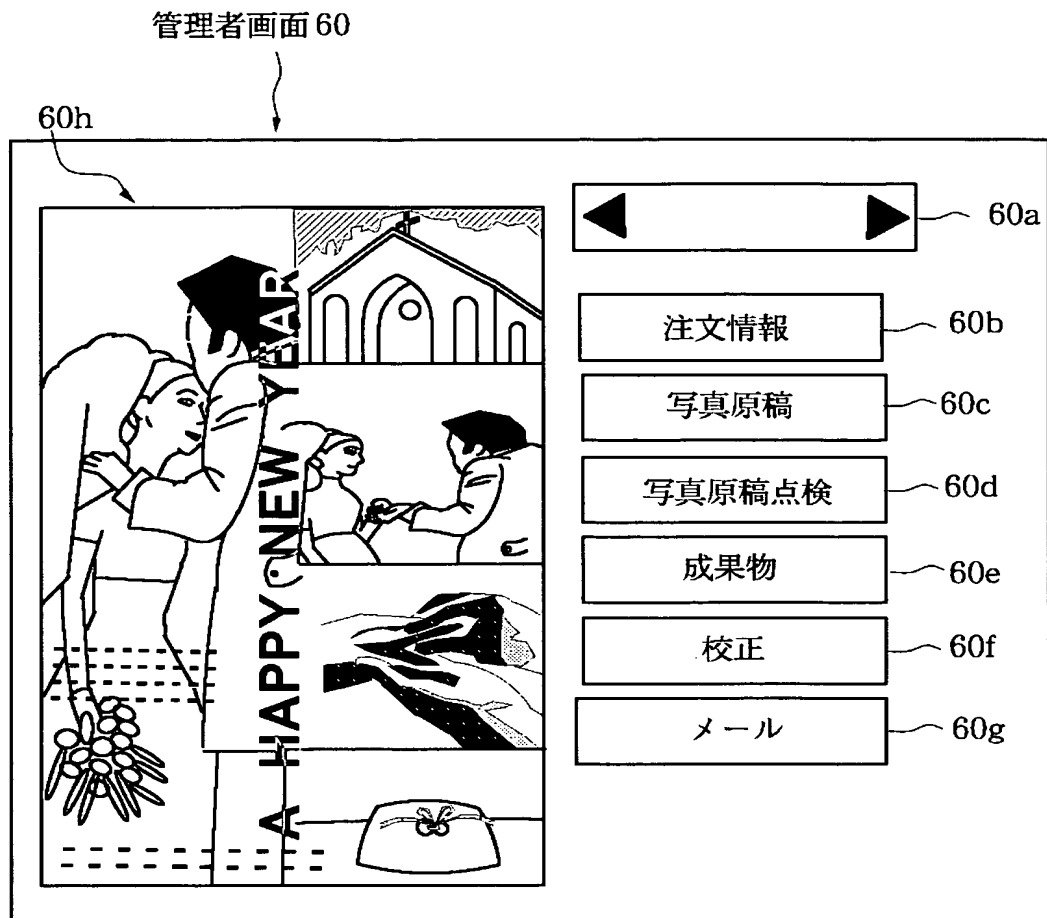 管理者画面60
60h
60a
注文情報
60b
写真原稿
60c
写真原稿点検
60d
成果物
60e
校正
60f
メール
60g
A HAPPY NEW YEAR